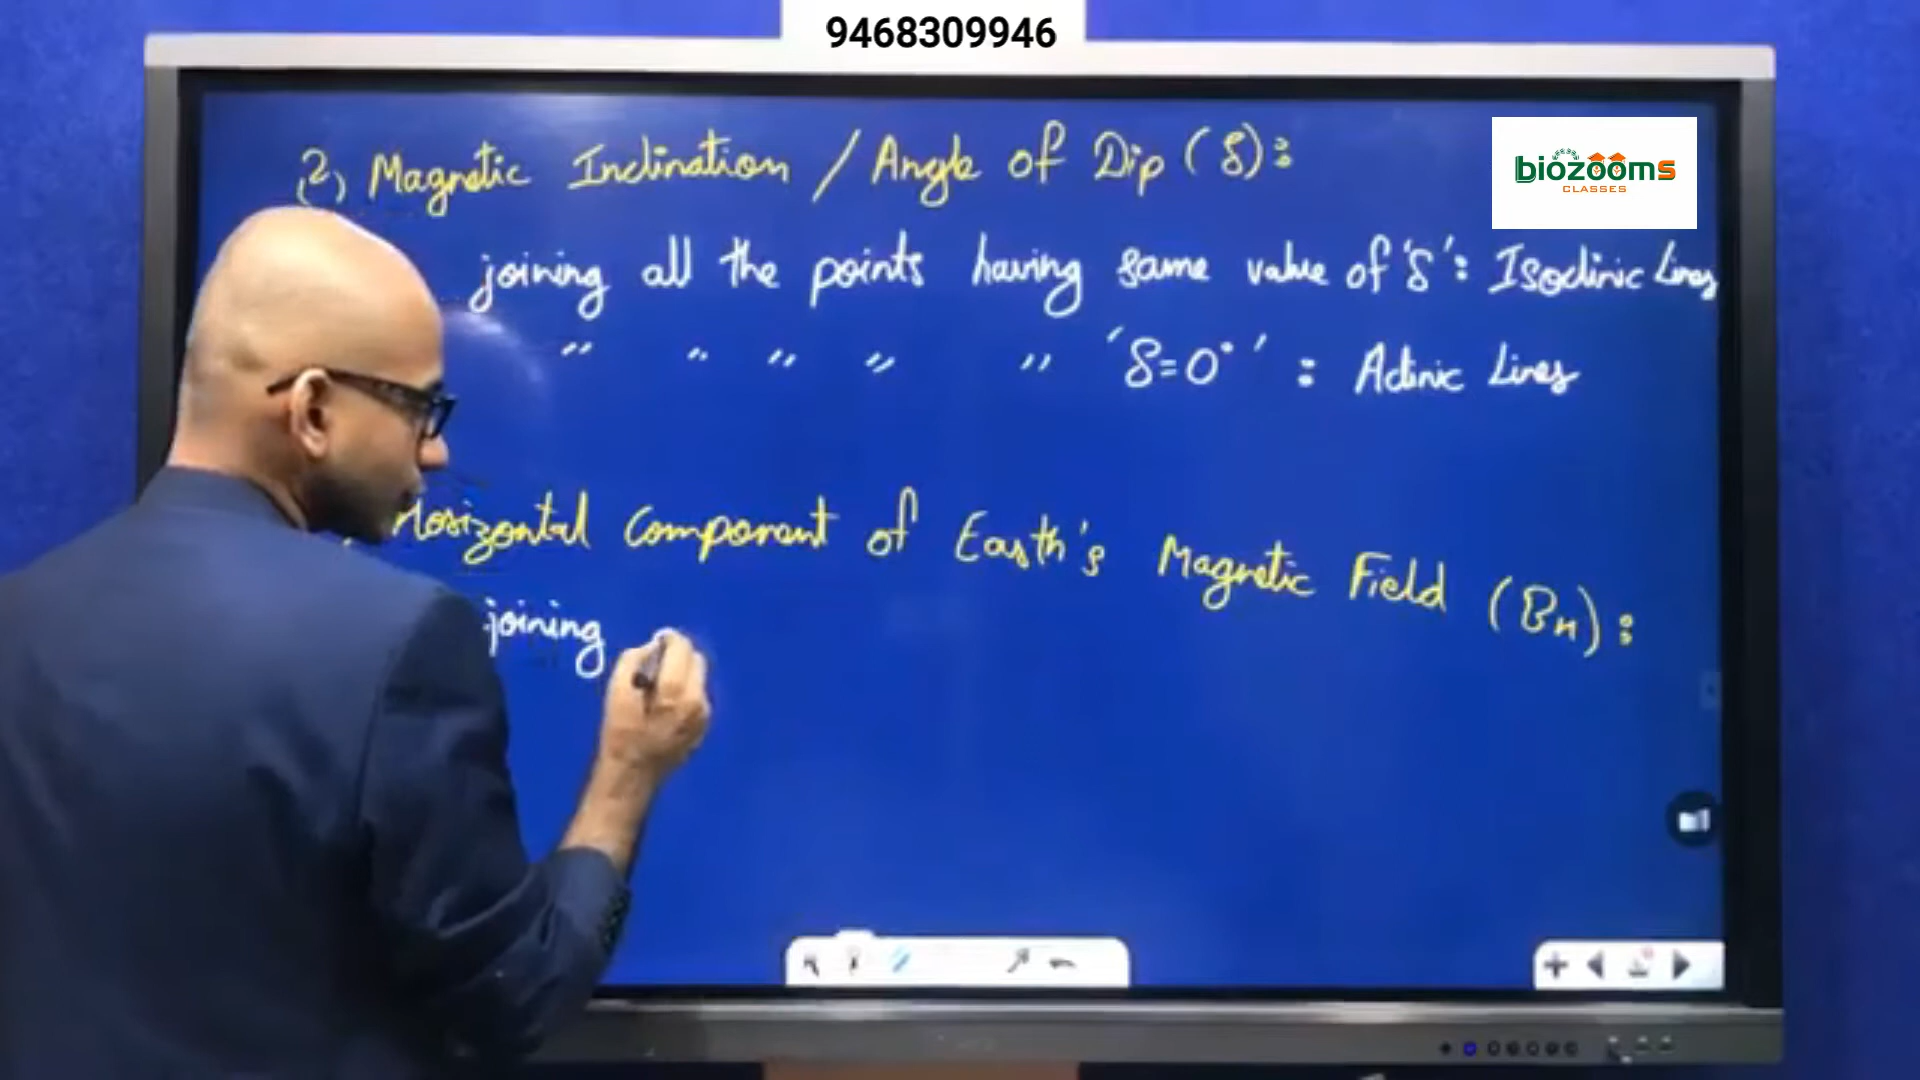 9468309946
biozooms
CLASSES
2) Magnetic Inclination / Angle of Dip (δ):
joining all the points having same value of 'δ': Isoclinic Lines
" " " " " 'δ=0°' : Aclinic Lines
Horizontal Component of Earth's Magnetic Field (BH):
joining